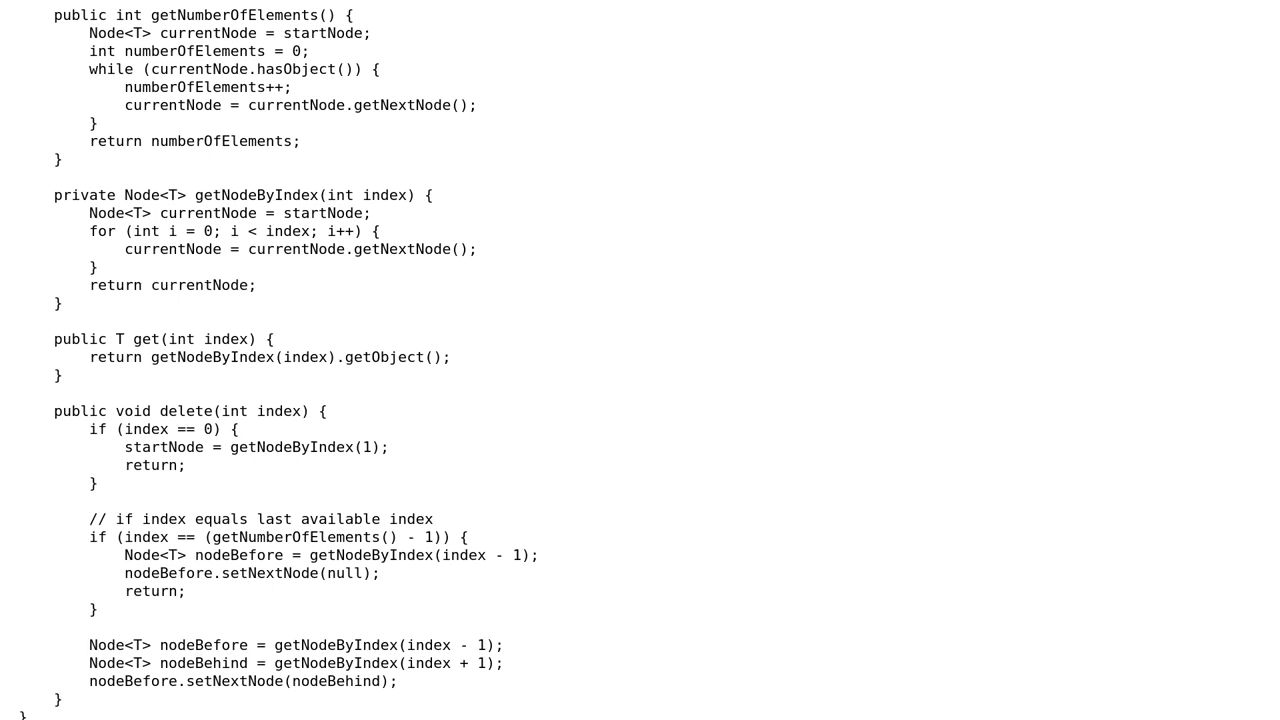 public int getNumberOfElements() {
Node<T> currentNode = startNode;
int numberOfElements = 0;
while (currentNode.hasObject()) {
numberOfElements++;
currentNode = currentNode.getNextNode();
}
return numberOfElements;
}
private Node<T> getNodeByIndex(int index) {
Node<T> currentNode = startNode;
for (int i = 0; i < index; i++) {
currentNode = currentNode.getNextNode();
}
return currentNode;
}
public T get(int index) {
return getNodeByIndex(index).getObject();
}
public void delete(int index) {
if (index == 0) {
startNode = getNodeByIndex(1);
return;
}
// if index equals last available index
if (index == (getNumberOfElements() - 1)) {
Node<T> nodeBefore = getNodeByIndex(index - 1);
nodeBefore.setNextNode(null);
return;
}
Node<T> nodeBefore = getNodeByIndex(index - 1);
Node<T> nodeBehind = getNodeByIndex(index + 1);
nodeBefore.setNextNode(nodeBehind);
}
}